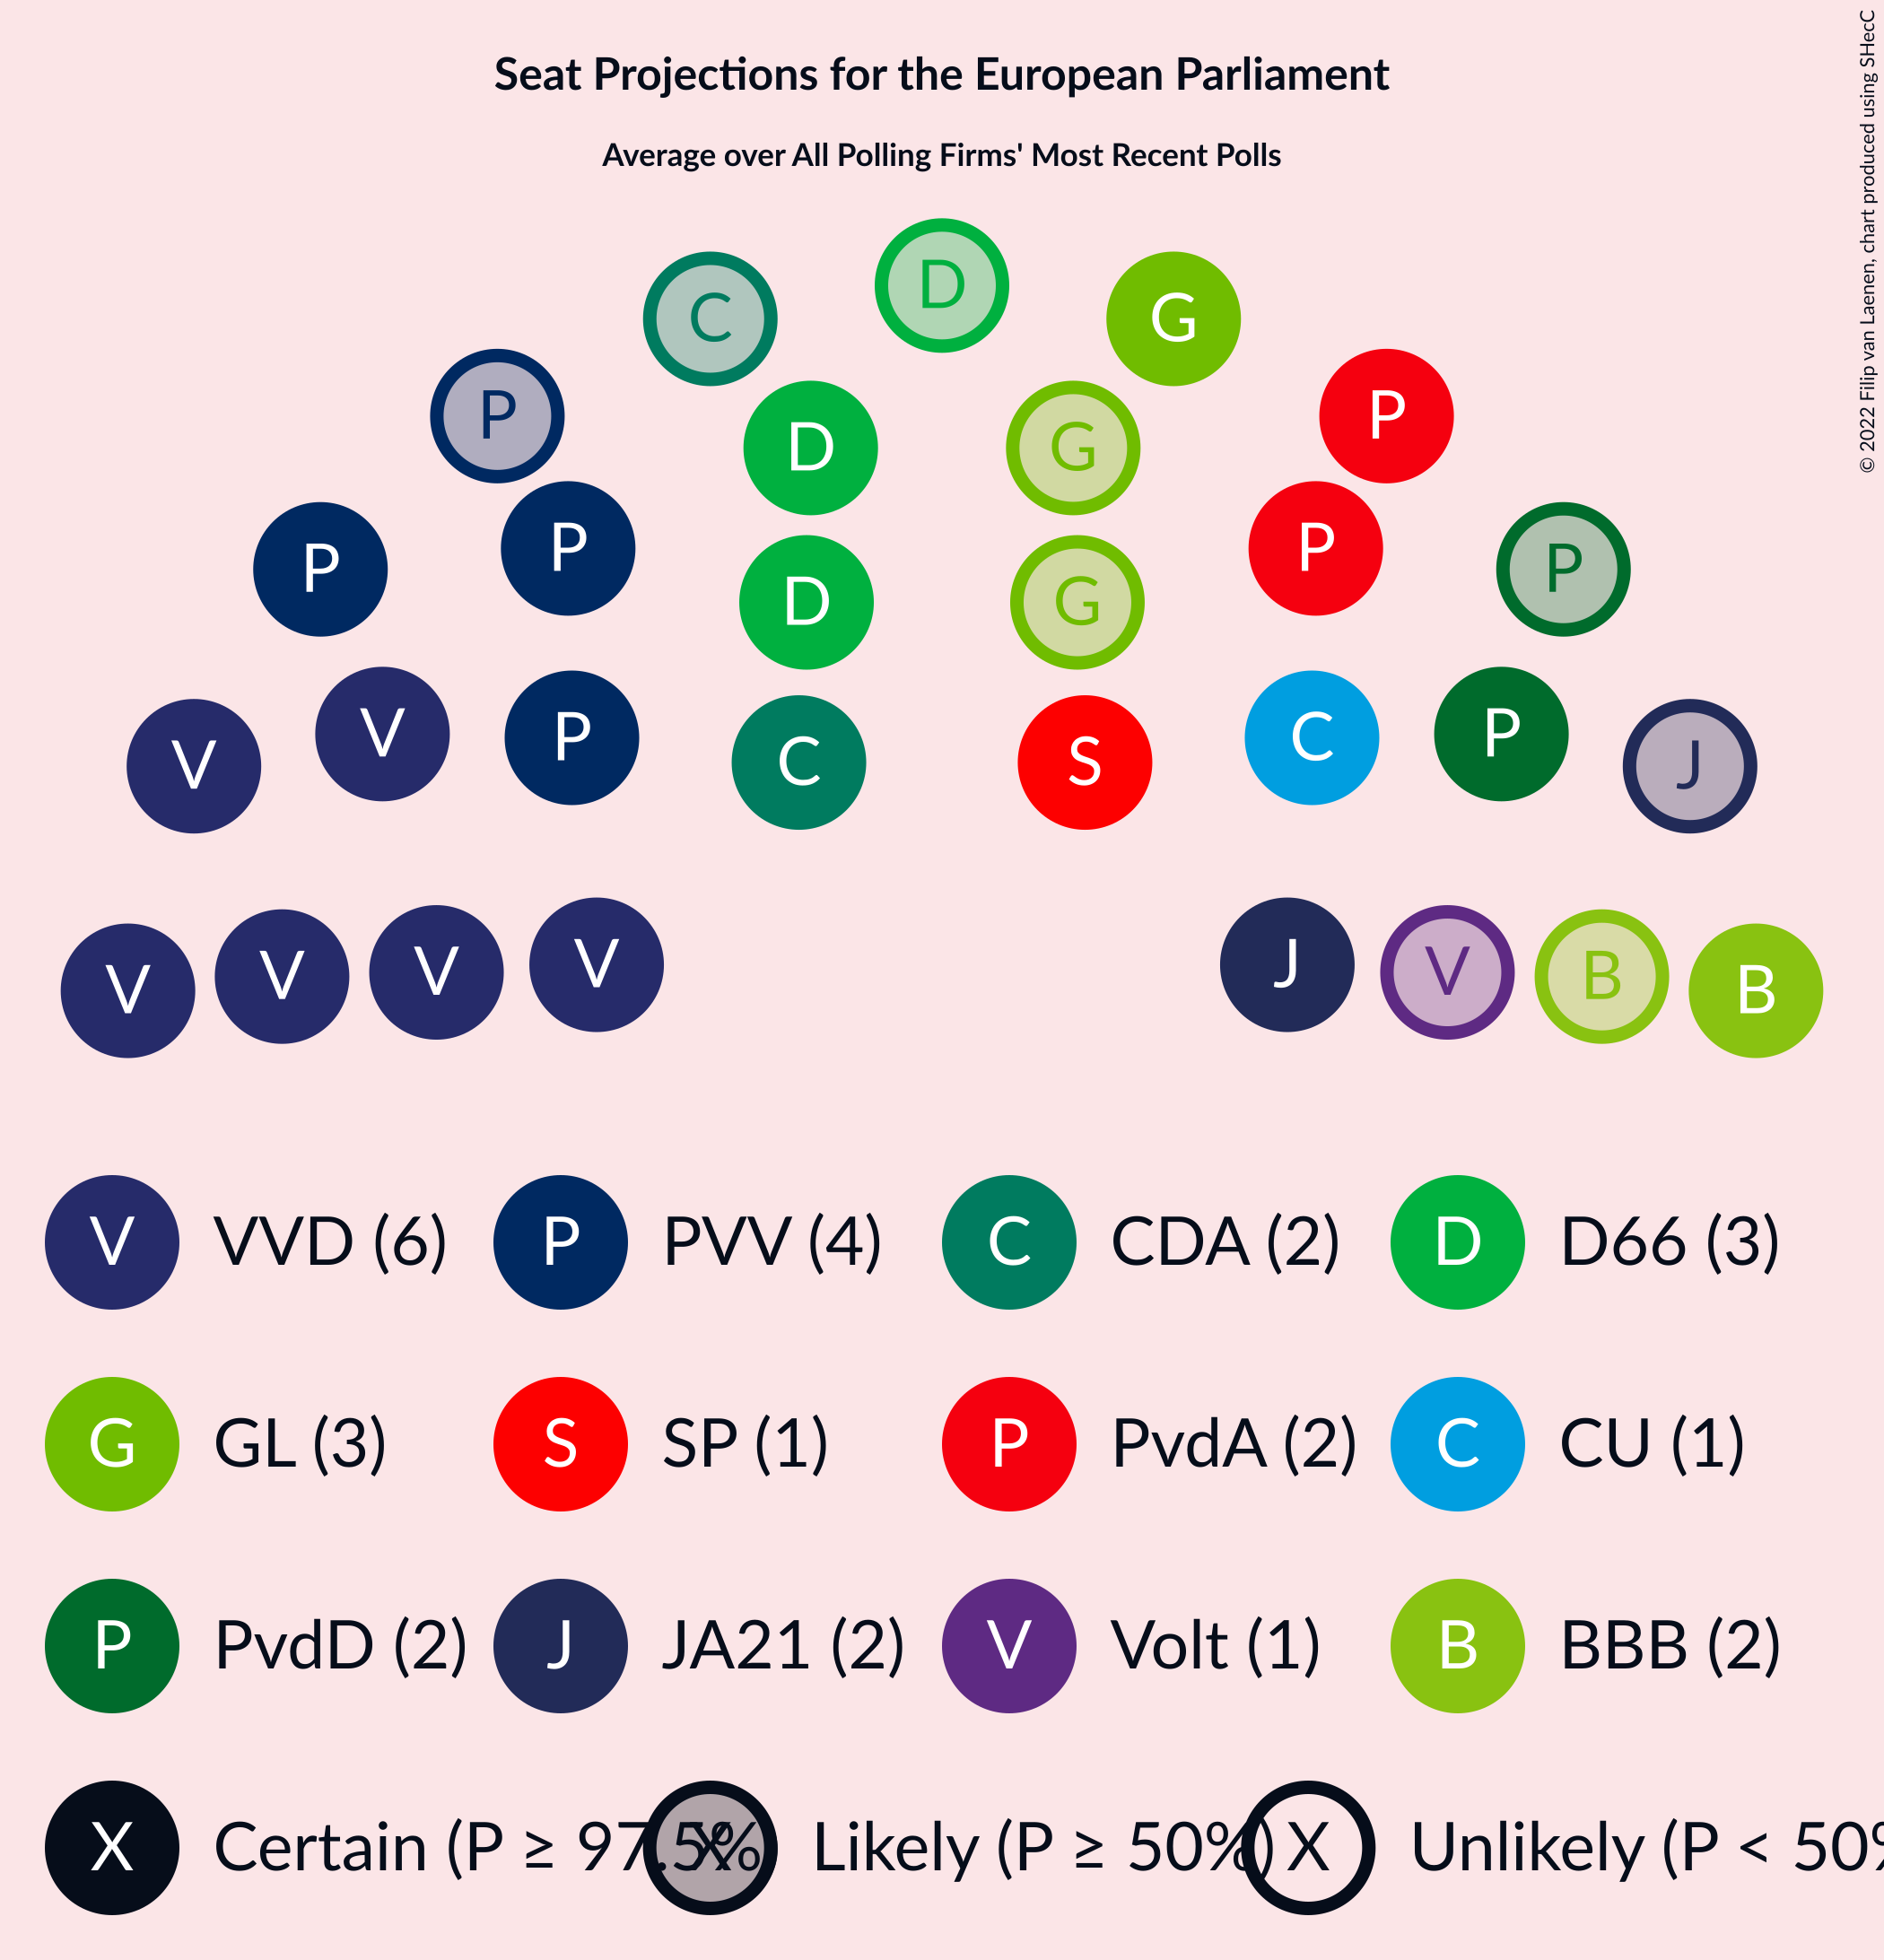 Seat Projections for the European Parliament
Average over All Polling Firms' Most Recent Polls
© 2022 Filip van Laenen, chart produced using SHecC
D
C G
P P
D G
P P
P P
D G
V P C S C P J
V V
V V V V J V B B
V VVD (6) P PVV (4) C CDA (2) D D66 (3)
G GL (3) S SP (1) P PvdA (2) C CU (1)
P PvdD (2) J JA21 (2) V Volt (1) B BBB (2)
X Certain (P ≥ 97.5% X Likely (P ≥ 50%) X Unlikely (P < 50%